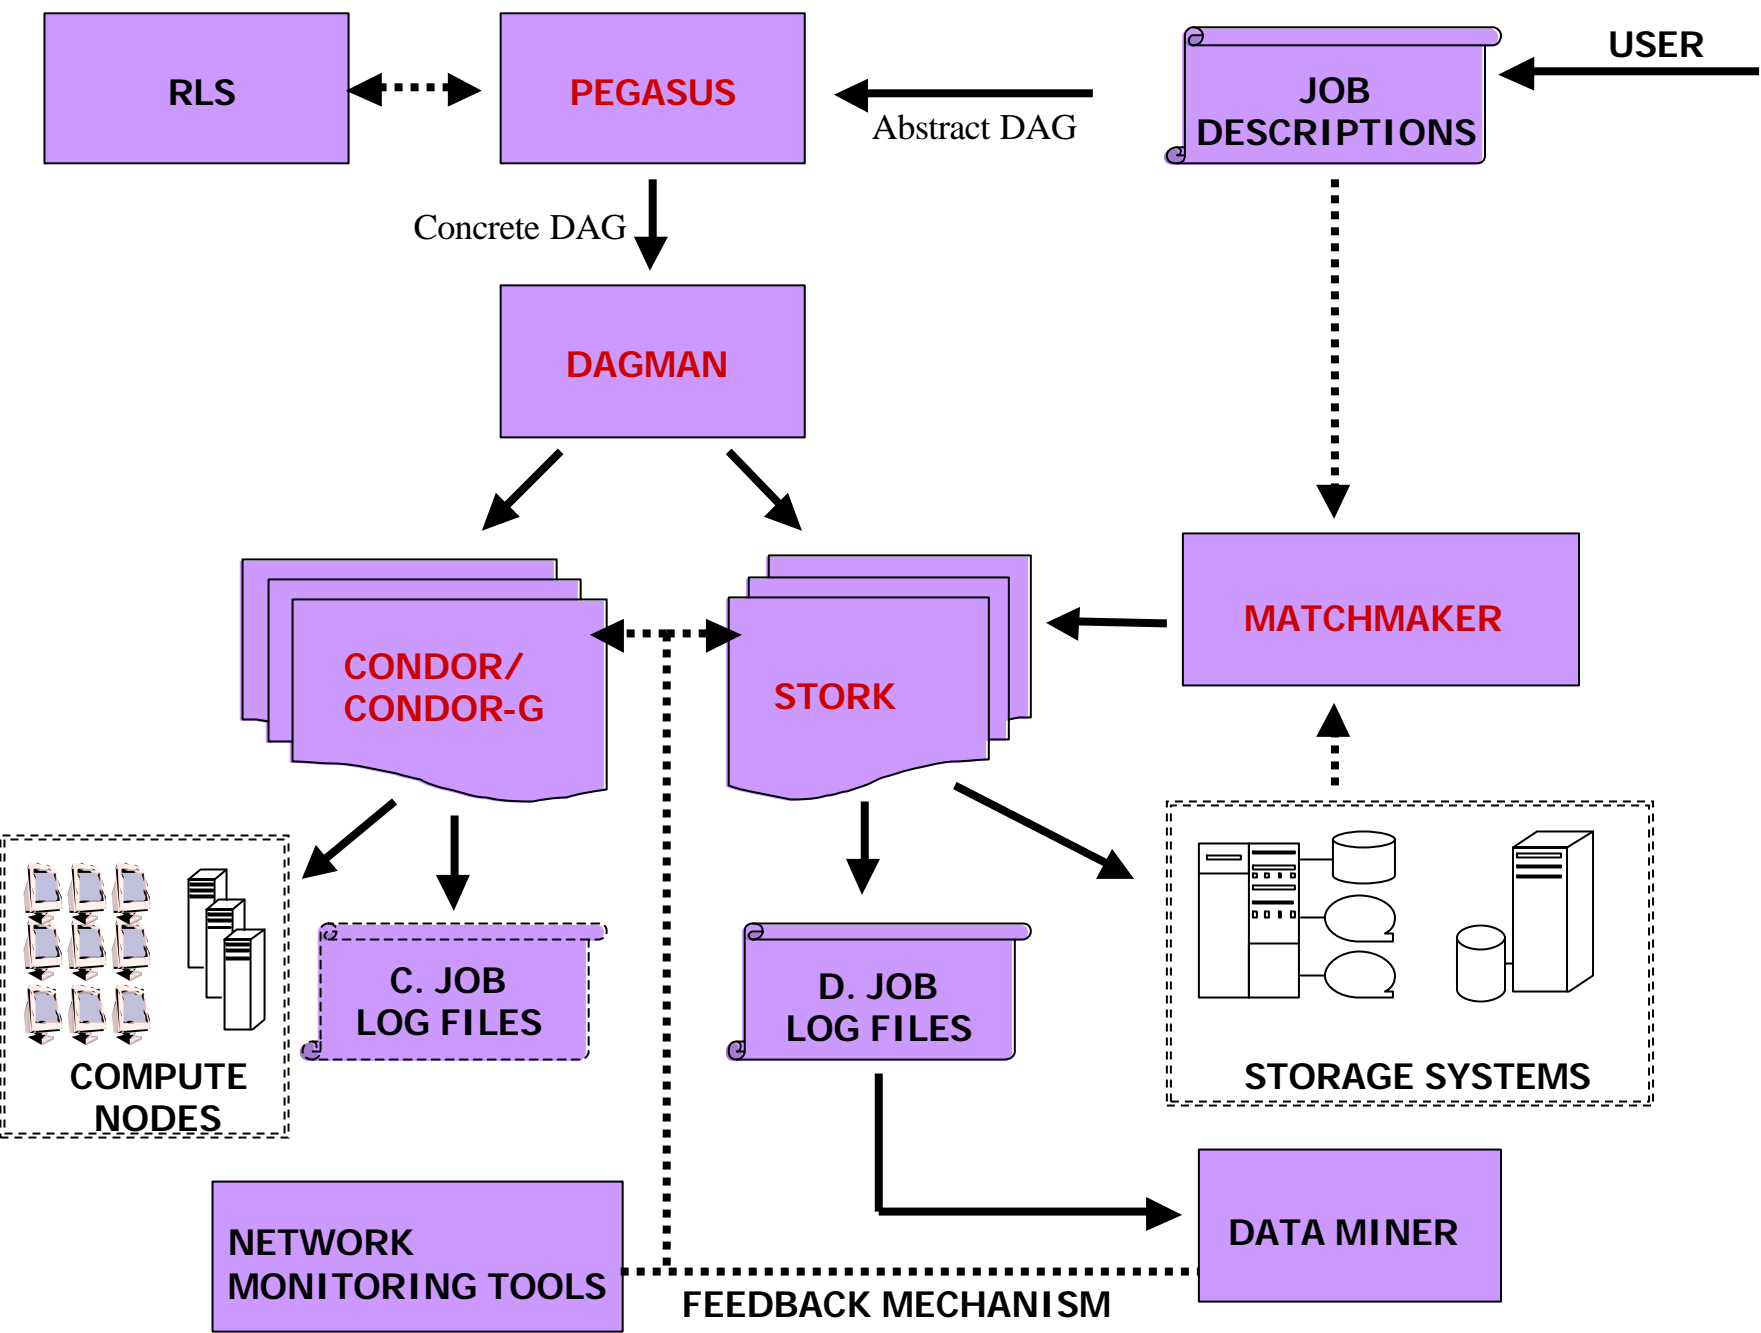 USER
RLS
PEGASUS
JOB
DESCRIPTIONS
Abstract DAG
Concrete DAG
DAGMAN
MATCHMAKER
CONDOR/
CONDOR-G
STORK
C. JOB
LOG FILES
D. JOB
LOG FILES
COMPUTE
NODES
STORAGE SYSTEMS
NETWORK
MONITORING TOOLS
DATA MINER
FEEDBACK MECHANISM